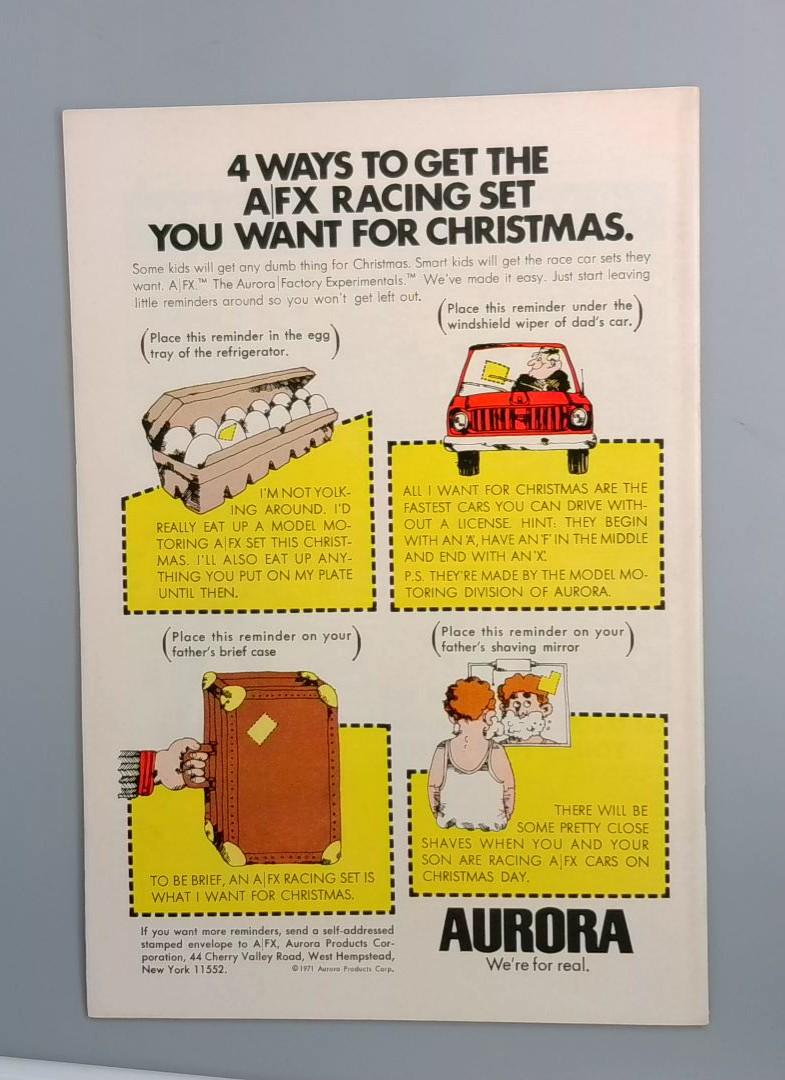 4 WAYS TO GET THE
A|FX RACING SET
YOU WANT FOR CHRISTMAS.
Some kids will get any dumb thing for Christmas. Smart kids will get the race car sets they
want. A|FX.™ The Aurora|Factory Experimentals.™ We've made it easy. Just start leaving
little reminders around so you won't get left out.
(Place this reminder in the egg
tray of the refrigerator.)
(Place this reminder under the
windshield wiper of dad's car.)
I'M NOT YOLK-
ING AROUND. I'D
REALLY EAT UP A MODEL MO-
TORING A|FX SET THIS CHRIST-
MAS. I'LL ALSO EAT UP ANY-
THING YOU PUT ON MY PLATE
UNTIL THEN.
ALL I WANT FOR CHRISTMAS ARE THE
FASTEST CARS YOU CAN DRIVE WITH-
OUT A LICENSE. HINT: THEY BEGIN
WITH AN 'A', HAVE AN 'F' IN THE MIDDLE
AND END WITH AN 'X'.
P.S. THEY'RE MADE BY THE MODEL MO-
TORING DIVISION OF AURORA.
(Place this reminder on your
father's brief case)
(Place this reminder on your
father's shaving mirror)
TO BE BRIEF, AN A|FX RACING SET IS
WHAT I WANT FOR CHRISTMAS.
THERE WILL BE
SOME PRETTY CLOSE
SHAVES WHEN YOU AND YOUR
SON ARE RACING A|FX CARS ON
CHRISTMAS DAY.
If you want more reminders, send a self-addressed
stamped envelope to A|FX, Aurora Products Cor-
poration, 44 Cherry Valley Road, West Hempstead,
New York 11552.
©1971 Aurora Products Corp.
AURORA
We're for real.